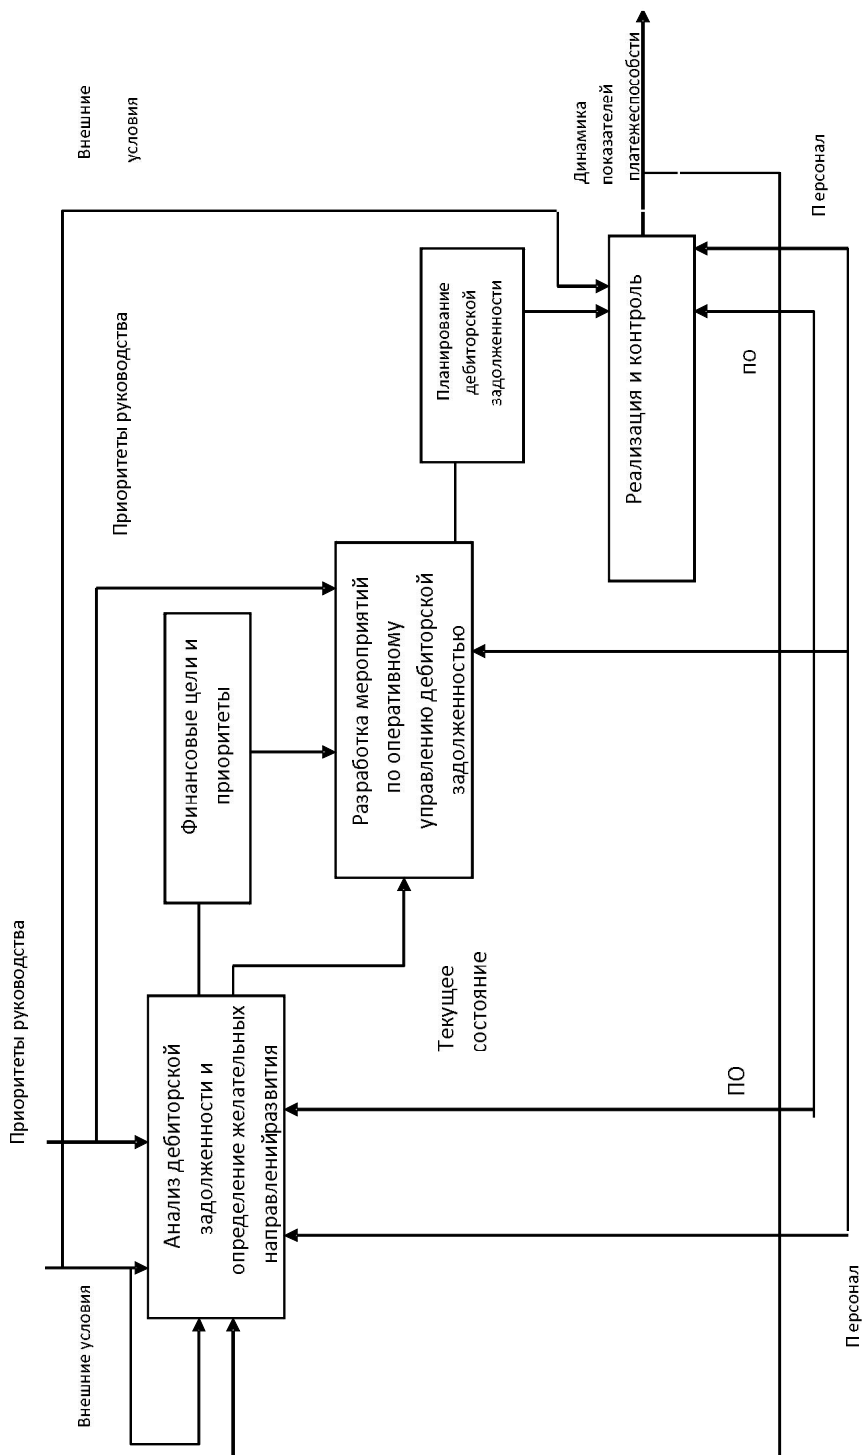 Внешние условия
Приоритеты руководства
Приоритеты руководства
Внешние
условия
Анализ дебиторской
задолженности и
определение желательных
направленийразвития
Финансовые цели и
приоритеты
Разработка мероприятий
по оперативному
управлению дебиторской
задолженностью
Планирование
дебиторской
задолженности
Реализация и контроль
Динамика
показателей
платежеспособсти
Текущее
состояние
ПО
ПО
Персонал
Персонал